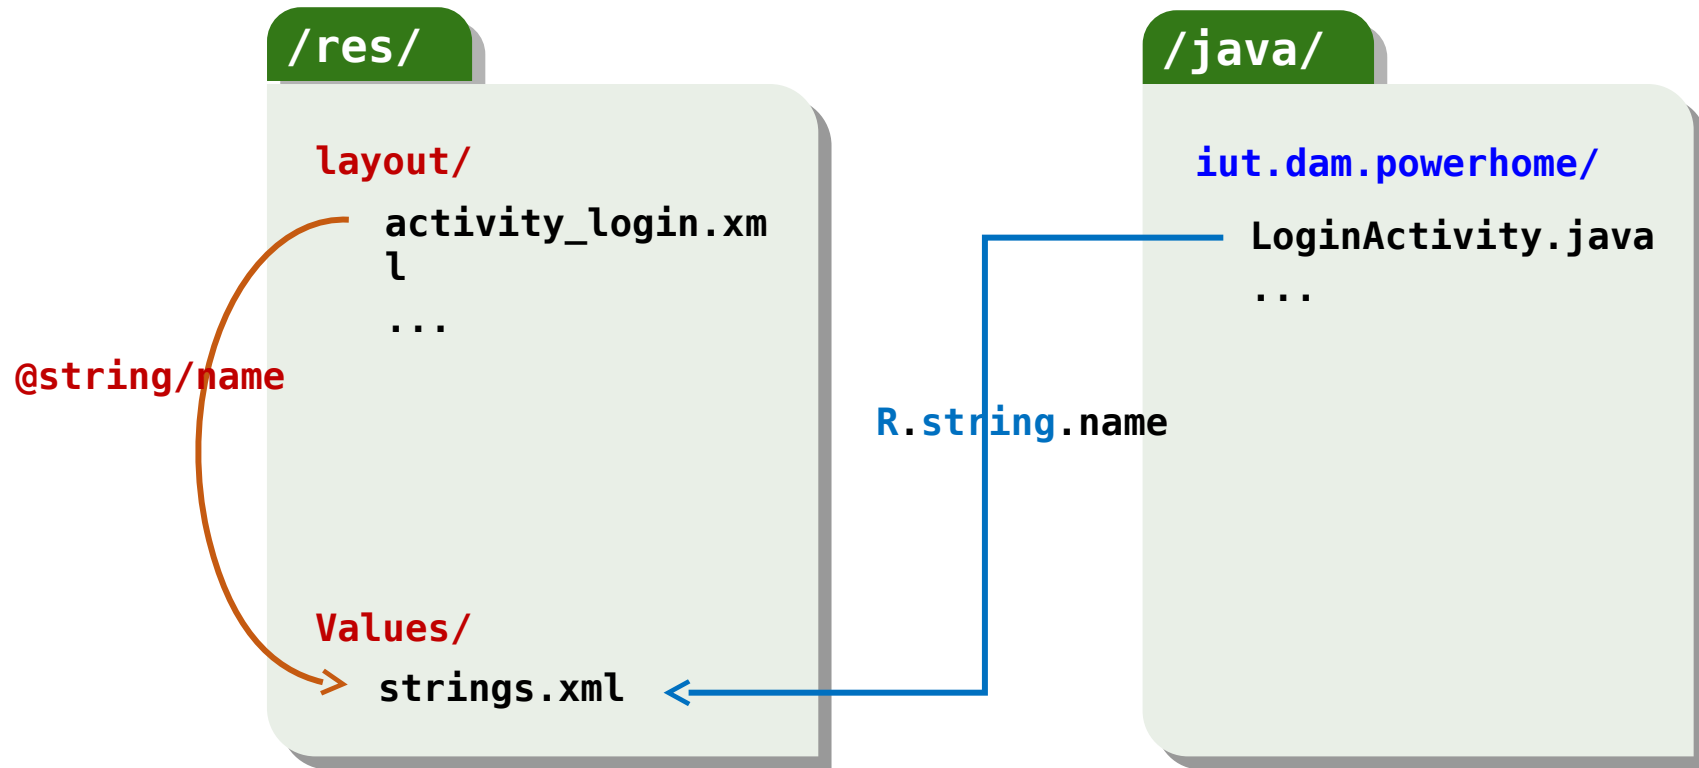 /res/
layout/
activity_login.xm
l
...
@string/name
Values/
strings.xml
R.string.name
/java/
iut.dam.powerhome/
LoginActivity.java
...